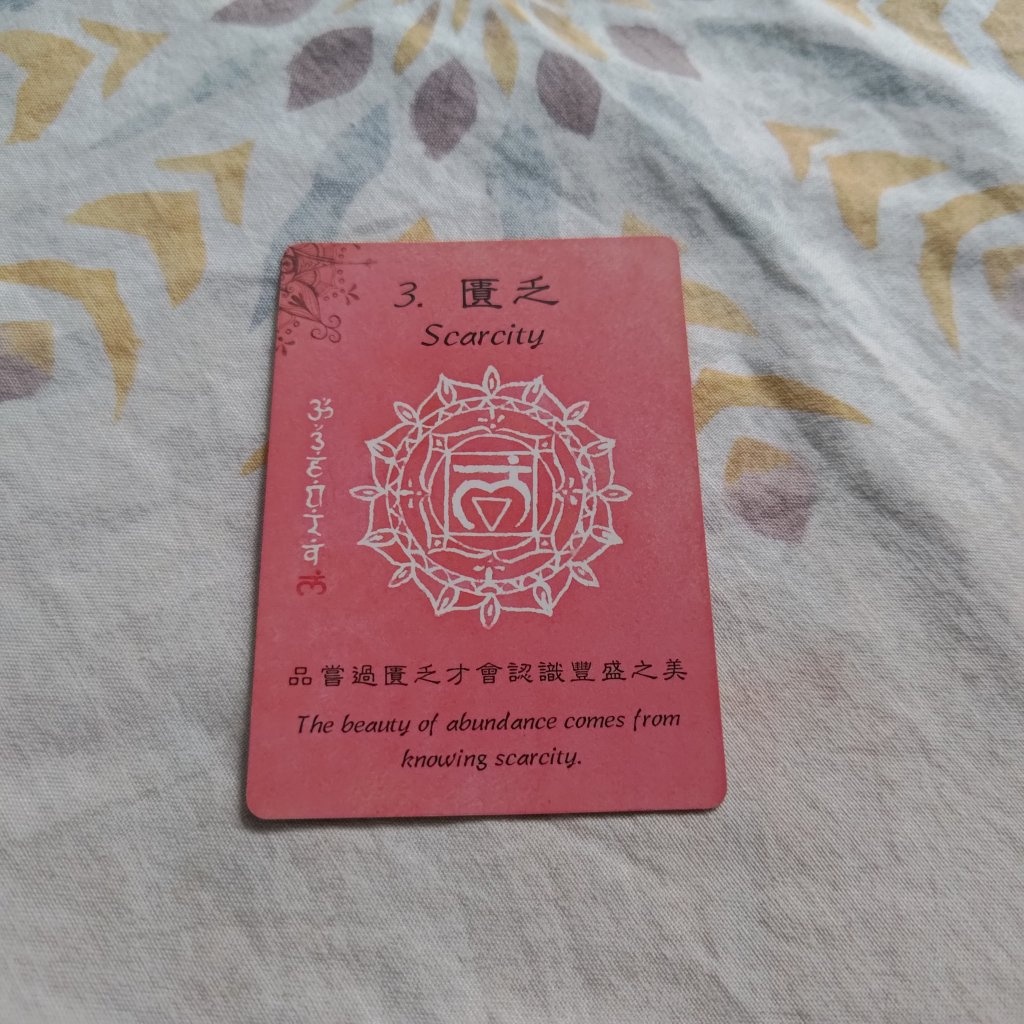 3. 匱乏
Scarcity
品嘗過匱乏才會認識豐盛之美
The beauty of abundance comes from
knowing scarcity.